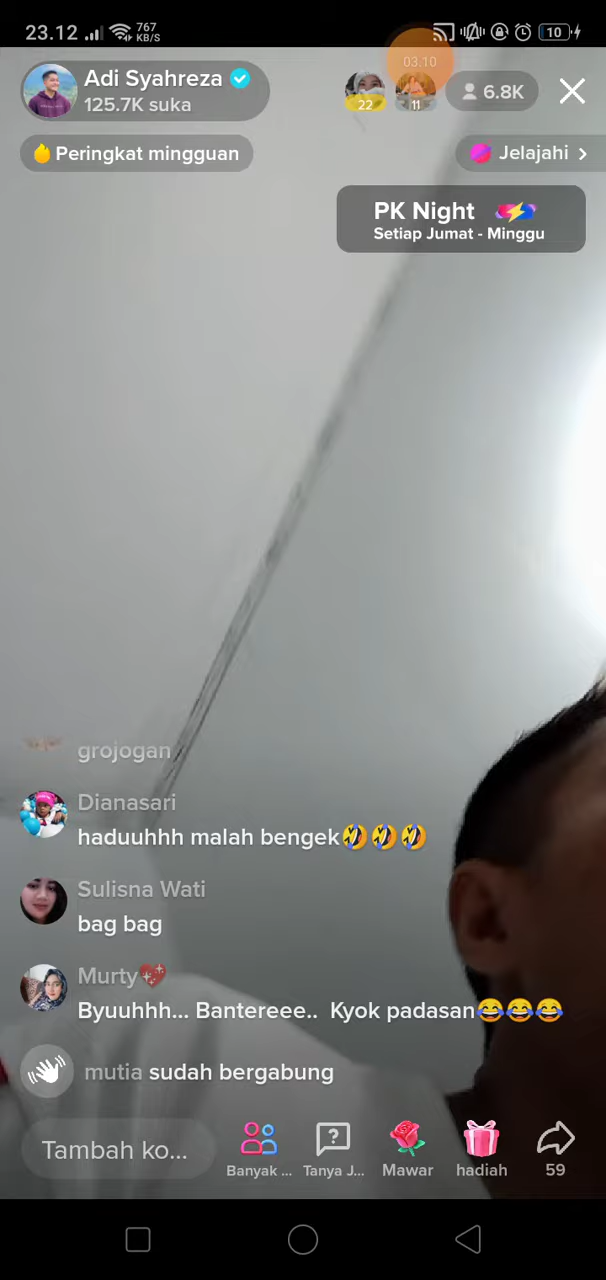 23.12 767 KB/S 10
03.10
Adi Syahreza
125.7K suka
22 11 6.8K
Peringkat mingguan
Jelajahi
PK Night
Setiap Jumat - Minggu
grojogan
Dianasari
haduuhhh malah bengek🤣🤣🤣
Sulisna Wati
bag bag
Murty💖
Byuuhhh... Bantereee.. Kyok padasan😂😂😂
mutia sudah bergabung
Tambah ko...
Banyak ... Tanya J... Mawar hadiah 59